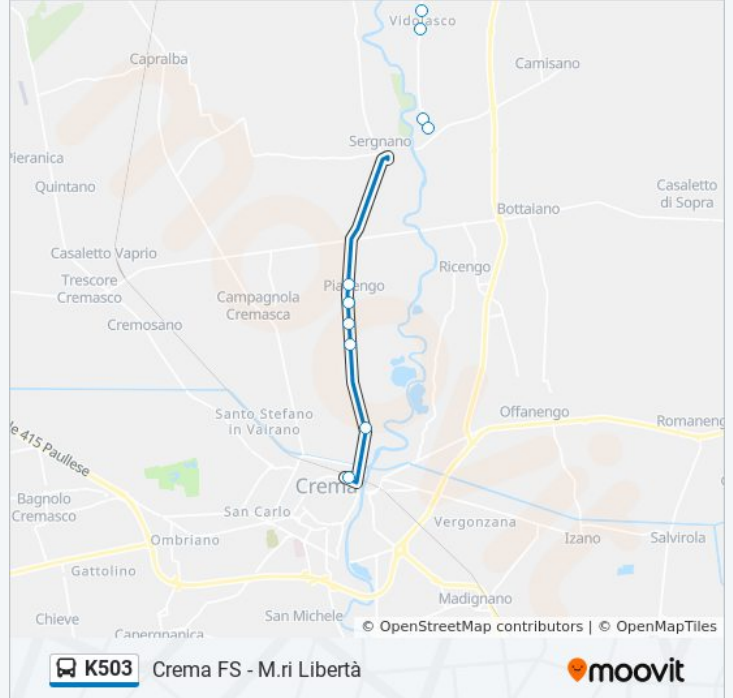 Vidolasco
Capralba
Camisano
Sergnano
Pieranica
Quintano
Casaletto
di Sopra
Bottaiano
Casaletto Vaprio
Ricengo
Trescore
Cremasco
Pianengo
Campagnola
Cremasca
Cremosano
Santo Stefano
in Vairano
Offanengo
Romaneng
le 415 Paullese
Crema
Bagnolo
Cremasco
San Carlo
Vergonzana
Ombriano
Izano
Salvirola
Gattolino
Madignano
Chieve
San Michele
Capergnanica
© OpenStreetMap contributors | © OpenMapTiles
K503 Crema FS - M.ri Libertà
moovit